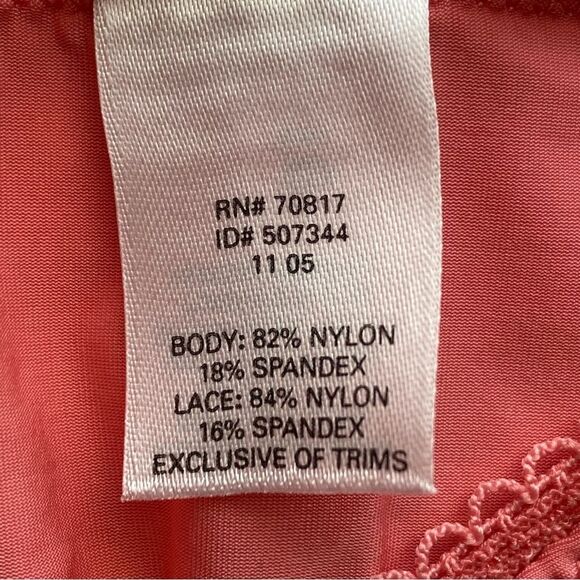 RN# 70817
ID# 507344
11 05
BODY: 82% NYLON
18% SPANDEX
LACE: 84% NYLON
16% SPANDEX
EXCLUSIVE OF TRIMS